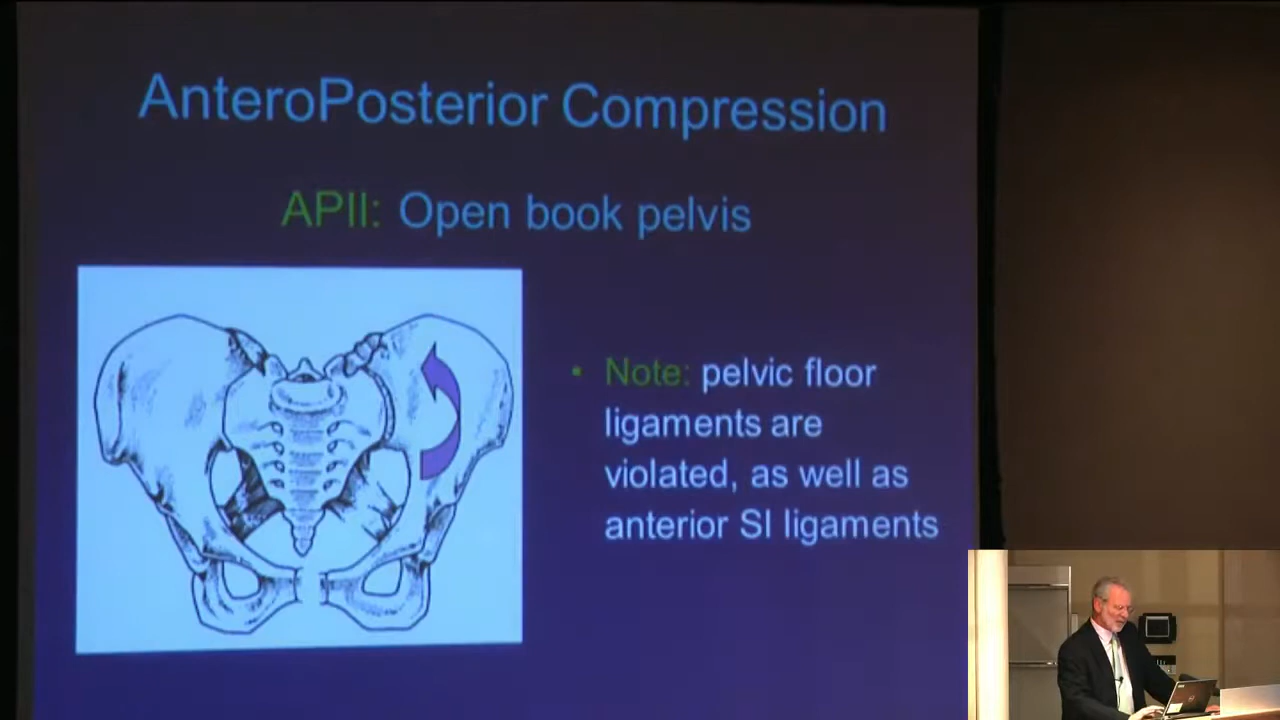 AnteroPosterior Compression
APII: Open book pelvis
• Note: pelvic floor
ligaments are
violated, as well as
anterior SI ligaments